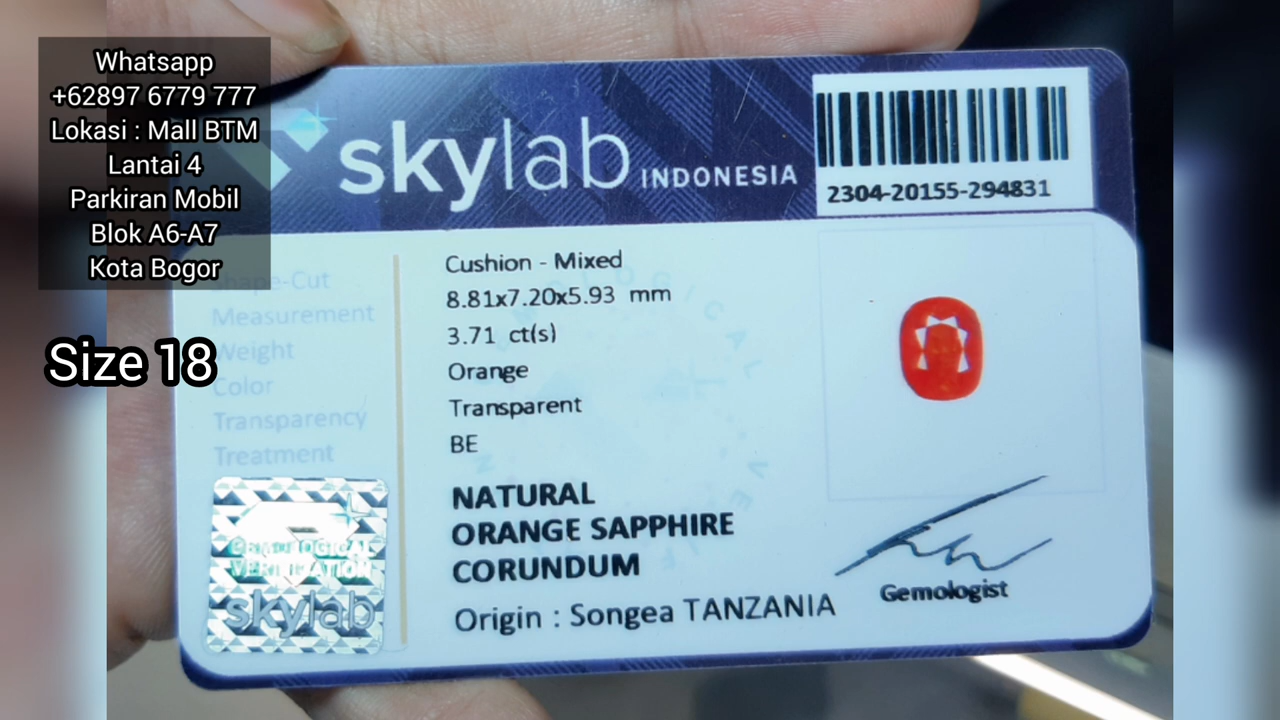 Whatsapp
+62897 6779 777
Lokasi : Mall BTM
Lantai 4
Parkiran Mobil
Blok A6-A7
Kota Bogor
Size 18
skylab INDONESIA
2304-20155-294831
Shape-Cut
Cushion - Mixed
Measurement
8.81x7.20x5.93 mm
Weight
3.71 ct(s)
Color
Orange
Transparency
Transparent
Treatment
BE
NATURAL
ORANGE SAPPHIRE
CORUNDUM
Origin : Songea TANZANIA
GEMOLOGICAL
VERIFICATION
skylab
Gemologist